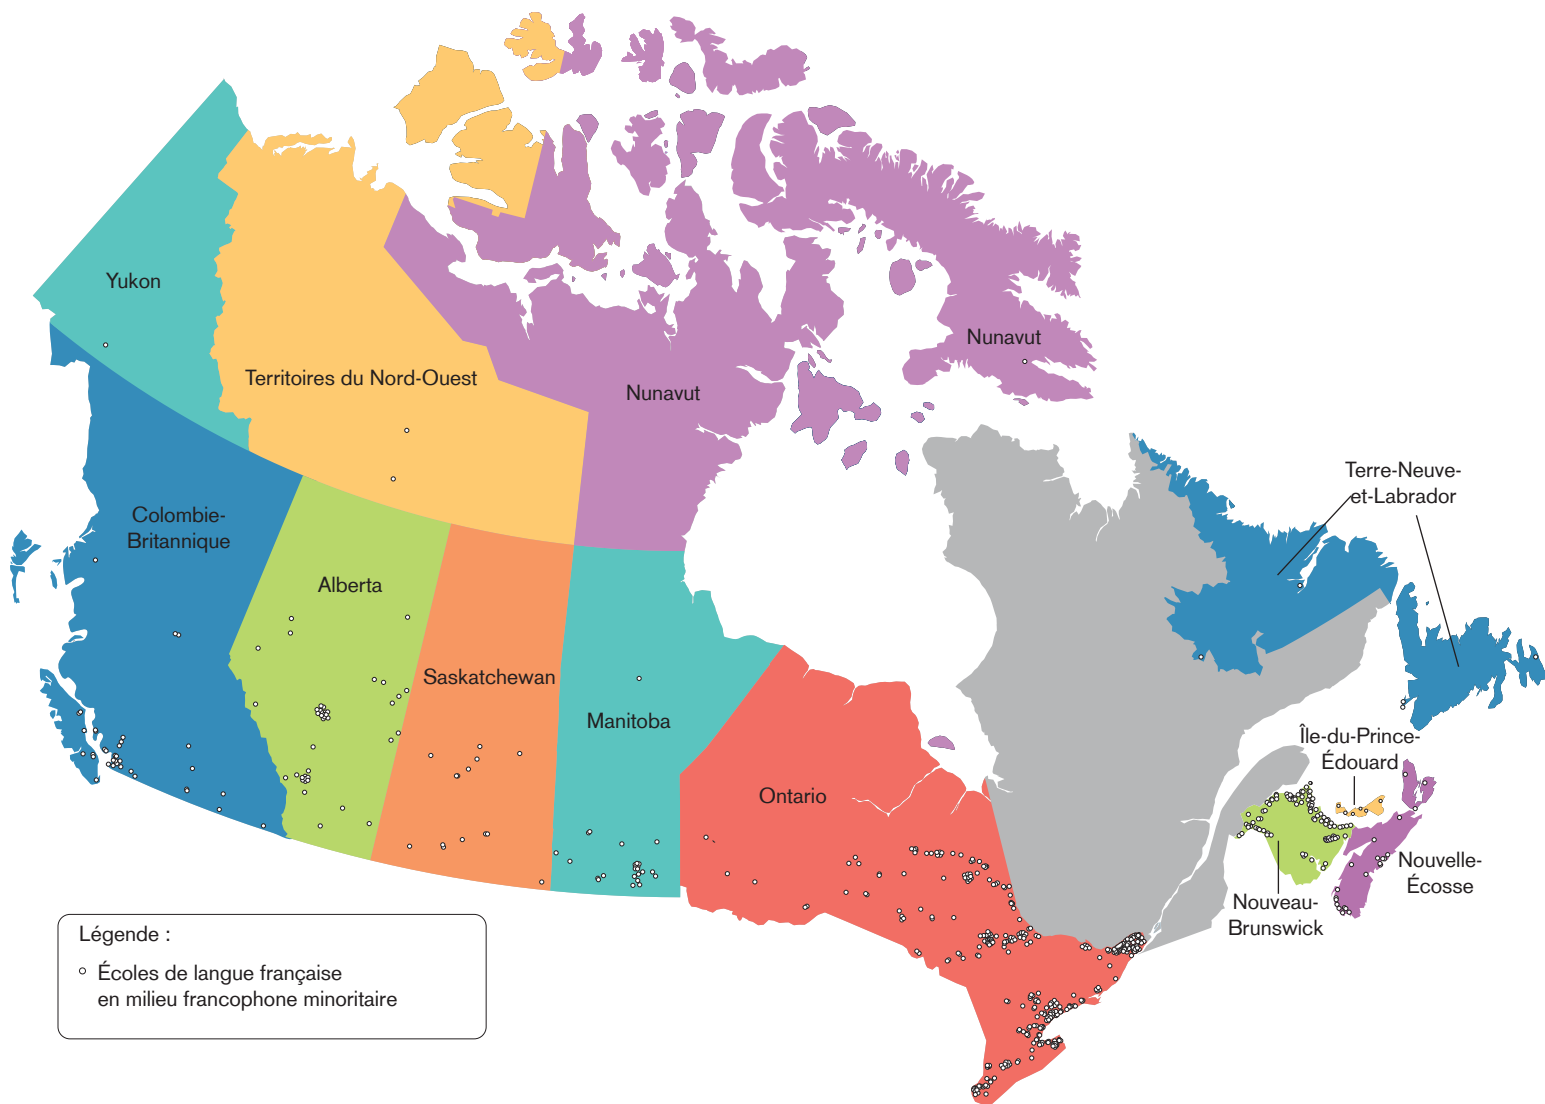 Yukon
Territoires du Nord-Ouest
Nunavut
Nunavut
Colombie-
Britannique
Alberta
Saskatchewan
Manitoba
Ontario
Terre-Neuve-
et-Labrador
Île-du-Prince-
Édouard
Nouvelle-
Écosse
Nouveau-
Brunswick
Légende :
Écoles de langue française
en milieu francophone minoritaire